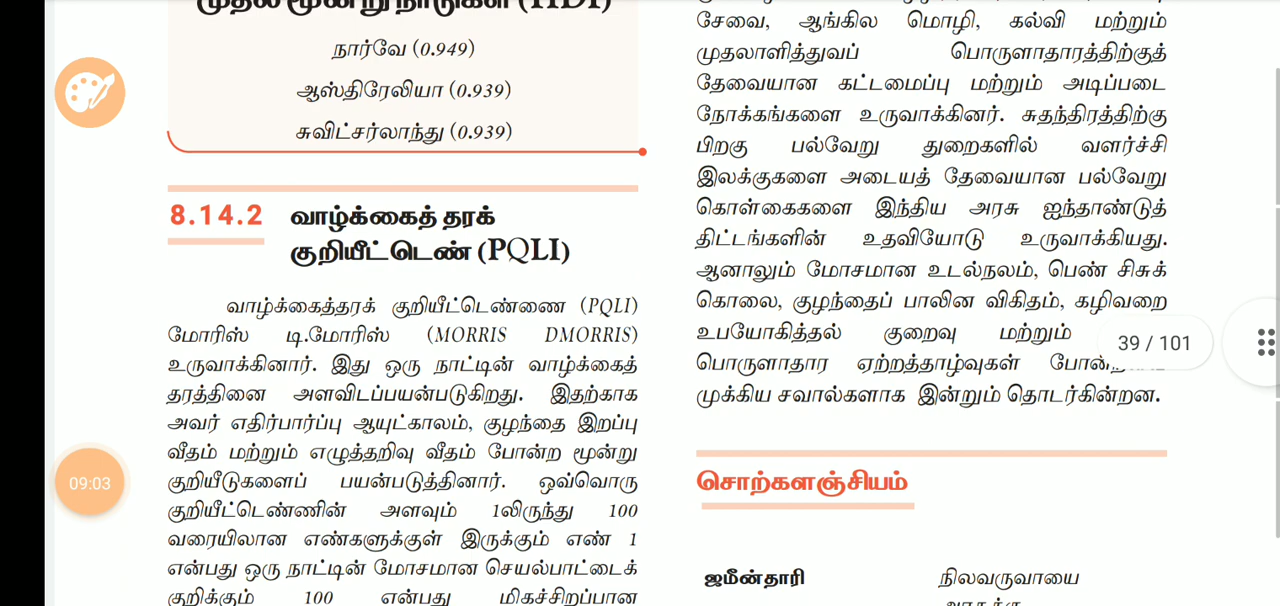 முதல் மூன்று நாடுகள் (HDI)
நார்வே (0.949)
ஆஸ்திரேலியா (0.939)
சுவிட்சர்லாந்து (0.939)
8.14.2 வாழ்க்கைத் தரக்
குறியீட்டெண் (PQLI)
வாழ்க்கைத்தரக் குறியீட்டெண்ணை (PQLI)
மோரிஸ் டி.மோரிஸ் (MORRIS DMORRIS)
உருவாக்கினார். இது ஒரு நாட்டின் வாழ்க்கைத்
தரத்தினை அளவிடப்பயன்படுகிறது. இதற்காக
அவர் எதிர்பார்ப்பு ஆயுட்காலம், குழந்தை இறப்பு
வீதம் மற்றும் எழுத்தறிவு வீதம் போன்ற மூன்று
குறியீடுகளைப் பயன்படுத்தினார். ஒவ்வொரு
குறியீட்டெண்ணின் அளவும் 1லிருந்து 100
வரையிலான எண்களுக்குள் இருக்கும் எண் 1
என்பது ஒரு நாட்டின் மோசமான செயல்பாட்டைக்
குறிக்கும் 100 என்பது மிகச்சிறப்பான
சேவை, ஆங்கில மொழி, கல்வி மற்றும்
முதலாளித்துவப் பொருளாதாரத்திற்குத்
தேவையான கட்டமைப்பு மற்றும் அடிப்படை
நோக்கங்களை உருவாக்கினர். சுதந்திரத்திற்கு
பிறகு பல்வேறு துறைகளில் வளர்ச்சி
இலக்குகளை அடையத் தேவையான பல்வேறு
கொள்கைகளை இந்திய அரசு ஐந்தாண்டுத்
திட்டங்களின் உதவியோடு உருவாக்கியது.
ஆனாலும் மோசமான உடல்நலம், பெண் சிசுக்
கொலை, குழந்தைப் பாலின விகிதம், கழிவறை
உபயோகித்தல் குறைவு மற்றும்
பொருளாதார ஏற்றத்தாழ்வுகள்
முக்கிய சவால்களாக இன்றும் தொடர்கின்றன.
சொற்களஞ்சியம்
ஜமீன்தாரி நிலவருவாயை
39 / 101
09:03